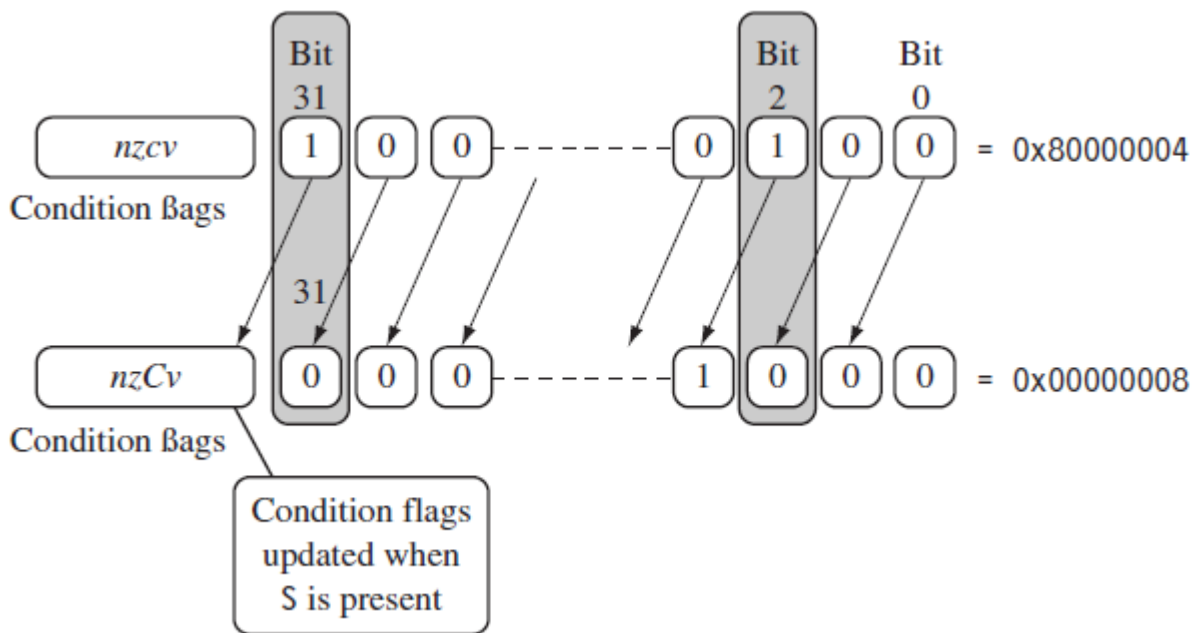 Bit Bit Bit
31 2 0
nzcv 1 0 0 0 1 0 0 = 0x80000004
Condition ßags
31
nzCv 0 0 0 1 0 0 0 = 0x00000008
Condition ßags
Condition flags
updated when
S is present